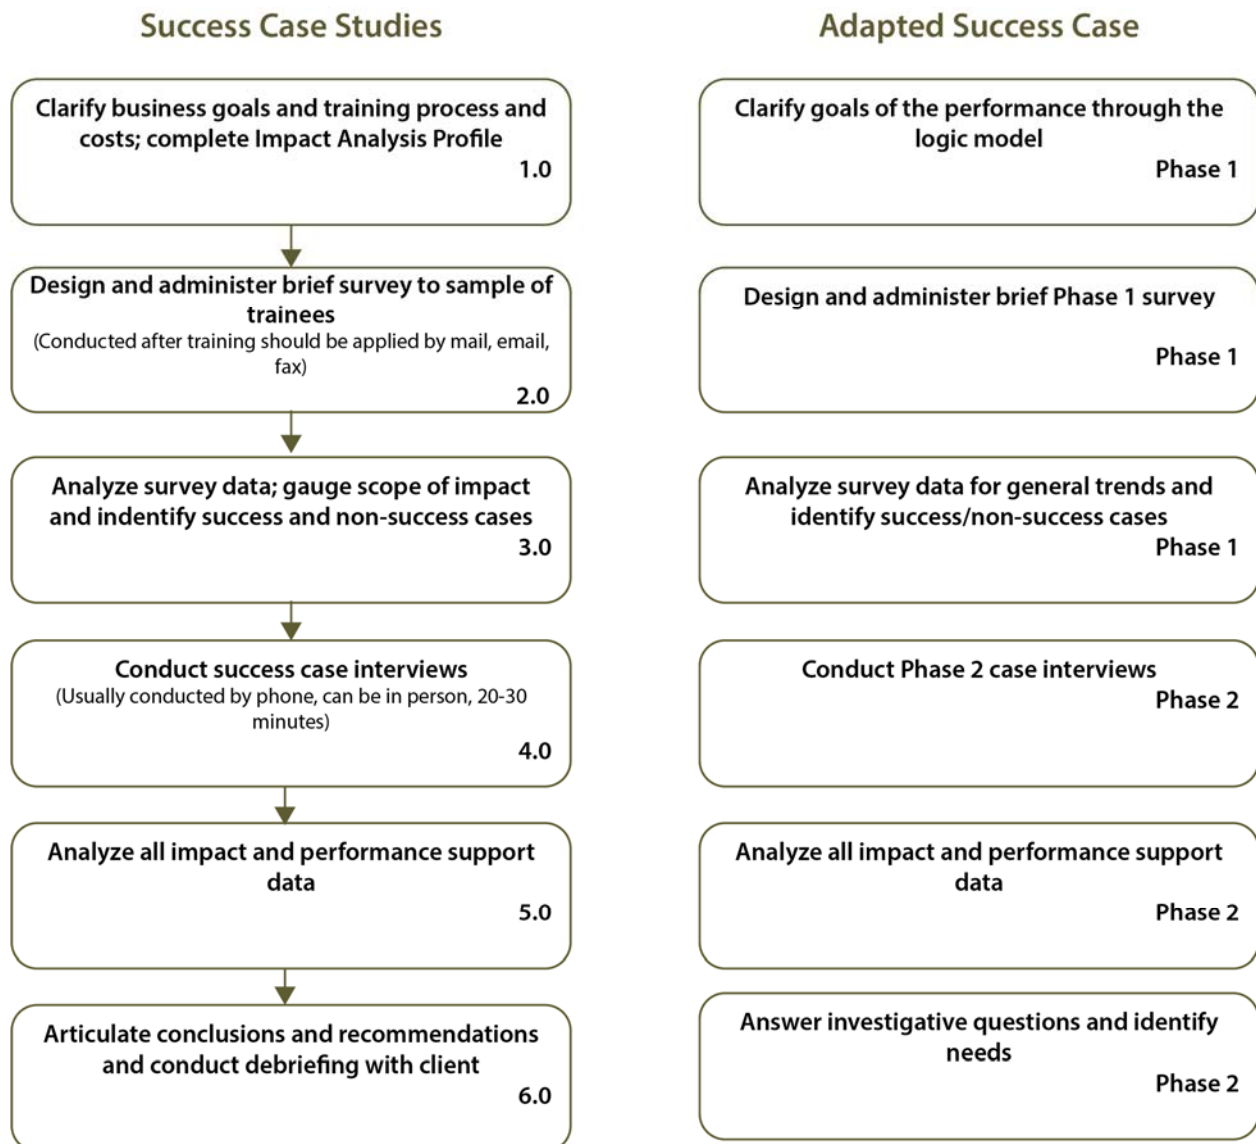 Success Case Studies
Clarify business goals and training process and
costs; complete Impact Analysis Profile
1.0
Design and administer brief survey to sample of
trainees
(Conducted after training should be applied by mail, email,
fax)
2.0
Analyze survey data; gauge scope of impact
and indentify success and non-success cases
3.0
Conduct success case interviews
(Usually conducted by phone, can be in person, 20-30
minutes)
4.0
Analyze all impact and performance support
data
5.0
Articulate conclusions and recommendations
and conduct debriefing with client
6.0
Adapted Success Case
Clarify goals of the performance through the
logic model
Phase 1
Design and administer brief Phase 1 survey
Phase 1
Analyze survey data for general trends and
identify success/non-success cases
Phase 1
Conduct Phase 2 case interviews
Phase 2
Analyze all impact and performance support
data
Phase 2
Answer investigative questions and identify
needs
Phase 2